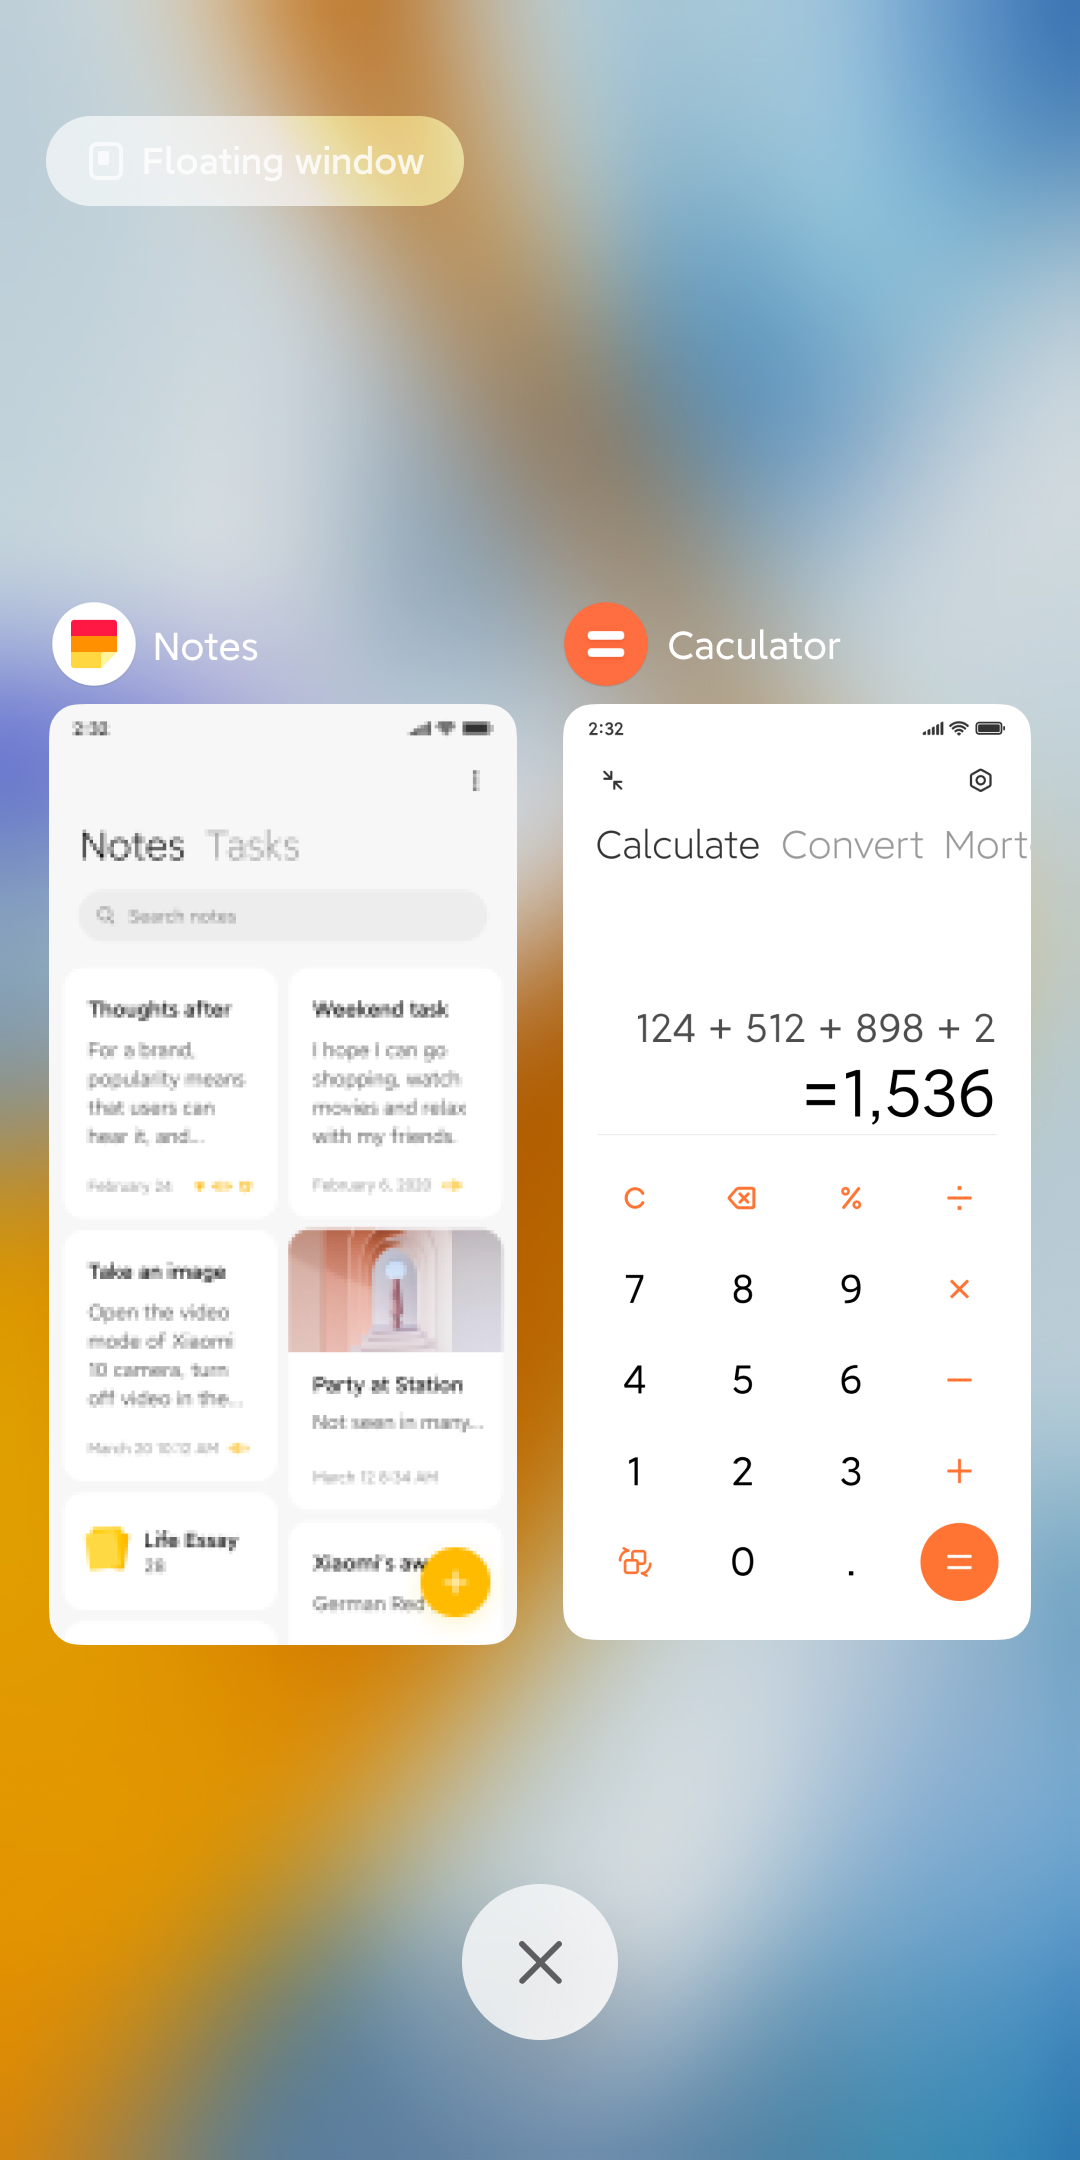 Floating window
Notes
2:32
Notes Tasks
Search notes
Thoughts after
For a brand,
popularity means
that users can
hear it, and...
February 24
Weekend task
I hope I can go
shopping, watch
movies and relax
with my friends.
February 6, 2020
Take an image
Open the video
mode of Xiaomi
10 camera, turn
off video in the...
March 20 10:12 AM
Party at Station
Not seen in many...
March 12 6:34 AM
Life Essay
28
Xiaomi's aw
German Red
Caculator
2:32
Calculate Convert Mort
124 + 512 + 898 + 2
=1,536
C % ÷
7 8 9 ×
4 5 6 −
1 2 3 +
0 . =